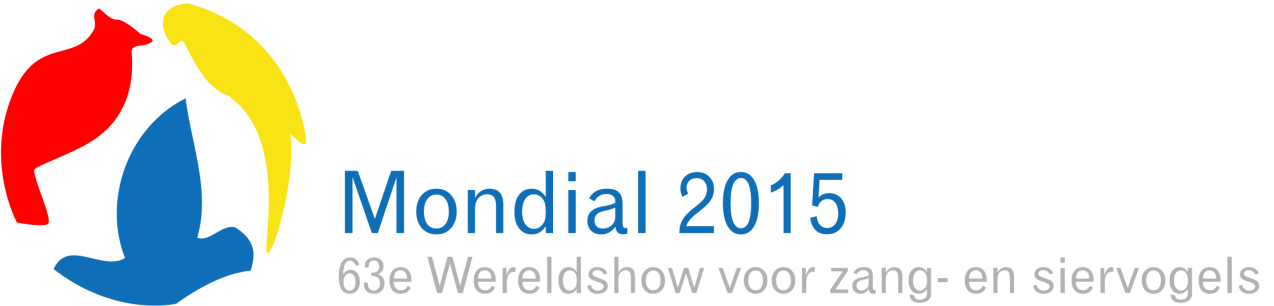 Mondial 2015
63e Wereldshow voor zang- en siervogels